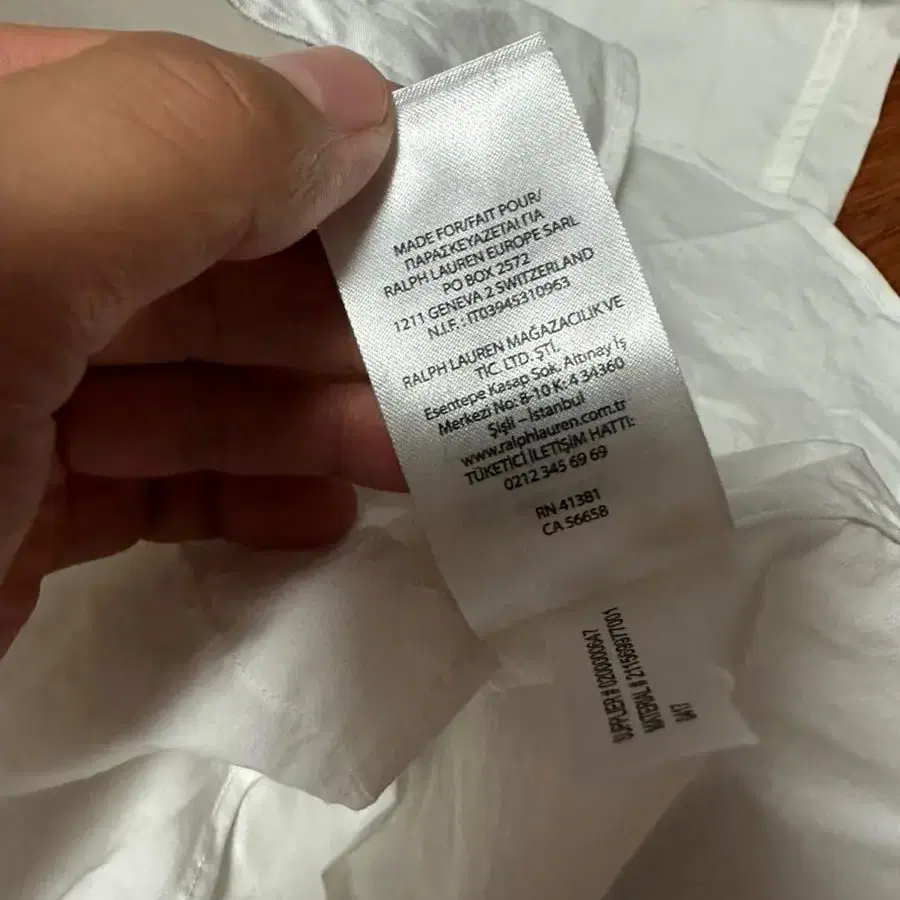 MADE FOR/FAIT POUR/
ΠΑΡΑΣΚΕΥΑΖΕΤΑΙ ΓΙΑ
RALPH LAUREN EUROPE SARL
PO BOX 2572
1211 GENEVA 2 SWITZERLAND
N.I.F.: IT03945310963
RALPH LAUREN MAĞAZACILIK VE
TİC. LTD. ŞTİ.
Esentepe Kasap Sok. Altınay İş
Merkezi No: 8-10 K: 4 34360
Şişli – İstanbul
www.ralphlauren.com.tr
TÜKETİCİ İLETİŞİM HATTI:
0212 345 69 69
RN 41381
CA 56658
SUPPLIER # 0200000647
MATERIAL # 211569977001